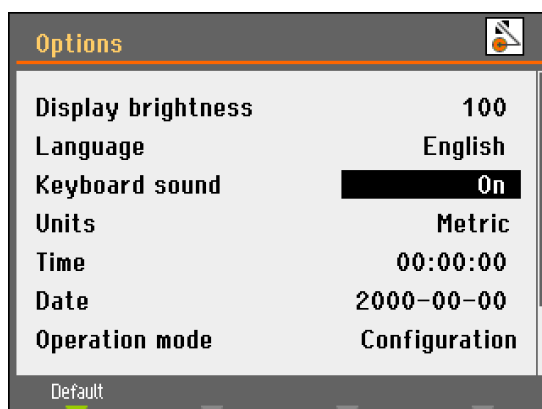 Options
Display brightness 100
Language English
Keyboard sound On
Units Metric
Time 00:00:00
Date 2000-00-00
Operation mode Configuration
Default